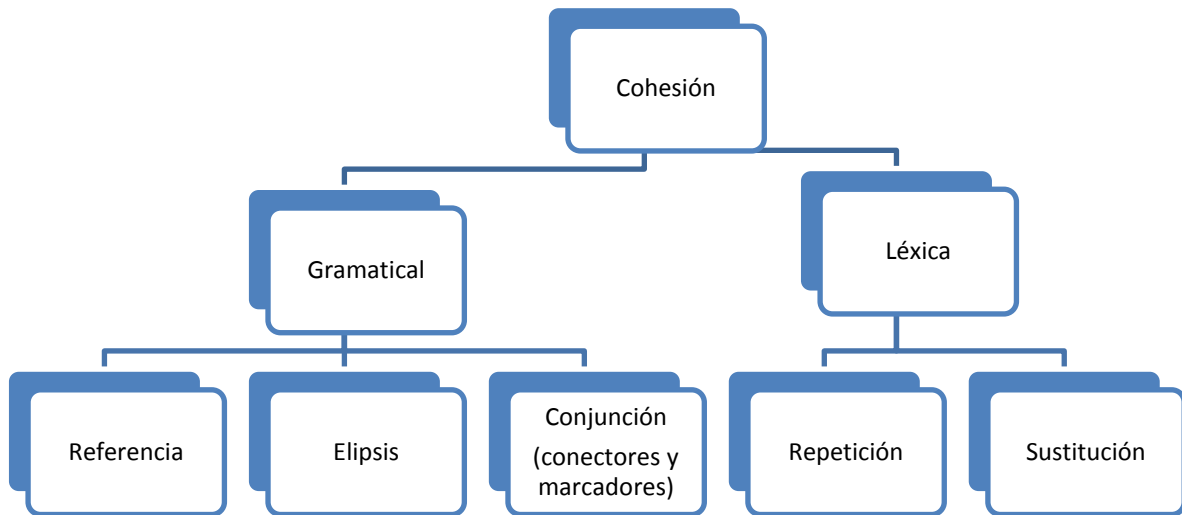 Cohesión
Gramatical
Léxica
Referencia
Elipsis
Conjunción
(conectores y
marcadores)
Repetición
Sustitución